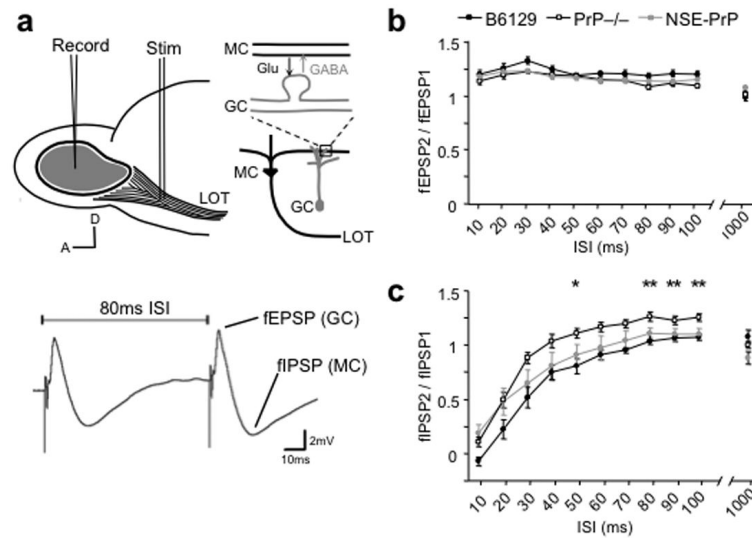 a
Record
Stim
MC
Glu
GABA
GC
MC
GC
LOT
LOT
D
A
80ms ISI
fEPSP (GC)
fIPSP (MC)
2mV
10ms
b
B6129
PrP–/–
NSE-PrP
fEPSP2 / fEPSP1
1.5
1.25
1
0.5
0
10 20 30 40 50 60 70 80 90 100 1000
ISI (ms)
c
* ** ** **
fIPSP2 / fIPSP1
1.5
1
0.5
0
10 20 30 40 50 60 70 80 90 100 1000
ISI (ms)